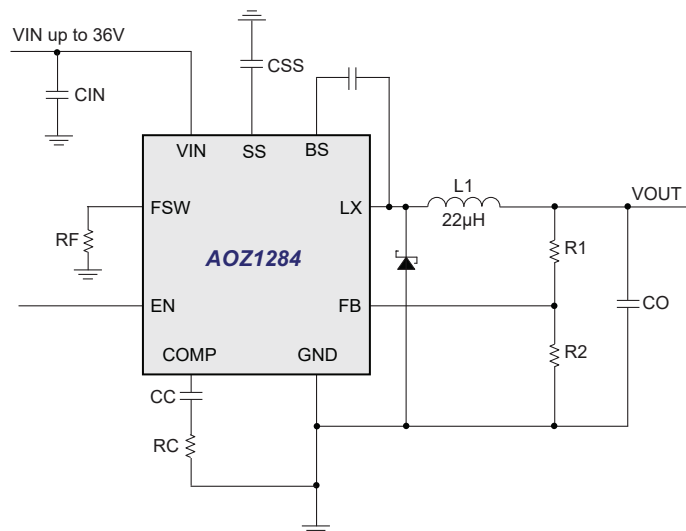 VIN up to 36V
CSS
CIN
VIN
SS
BS
L1
VOUT
FSW
LX
22µH
R1
RF
AOZ1284
EN
FB
CO
R2
COMP
GND
CC
RC